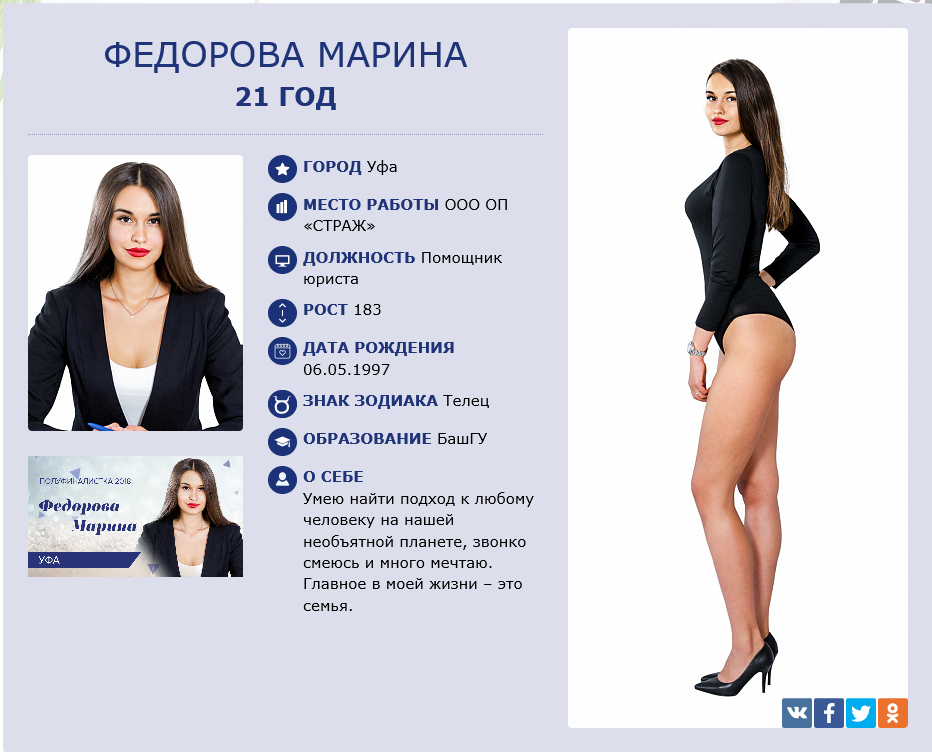 ФЕДОРОВА МАРИНА
21 ГОД
ГОРОД Уфа
МЕСТО РАБОТЫ ООО ОП
«СТРАЖ»
ДОЛЖНОСТЬ Помощник
юриста
РОСТ 183
ДАТА РОЖДЕНИЯ
06.05.1997
ЗНАК ЗОДИАКА Телец
ОБРАЗОВАНИЕ БашГУ
О СЕБЕ
Умею найти подход к любому
человеку на нашей
необъятной планете, звонко
смеюсь и много мечтаю.
Главное в моей жизни – это
семья.
ПОЛУФИНАЛИСТКА 2018:
Федорова
Марина
УФА